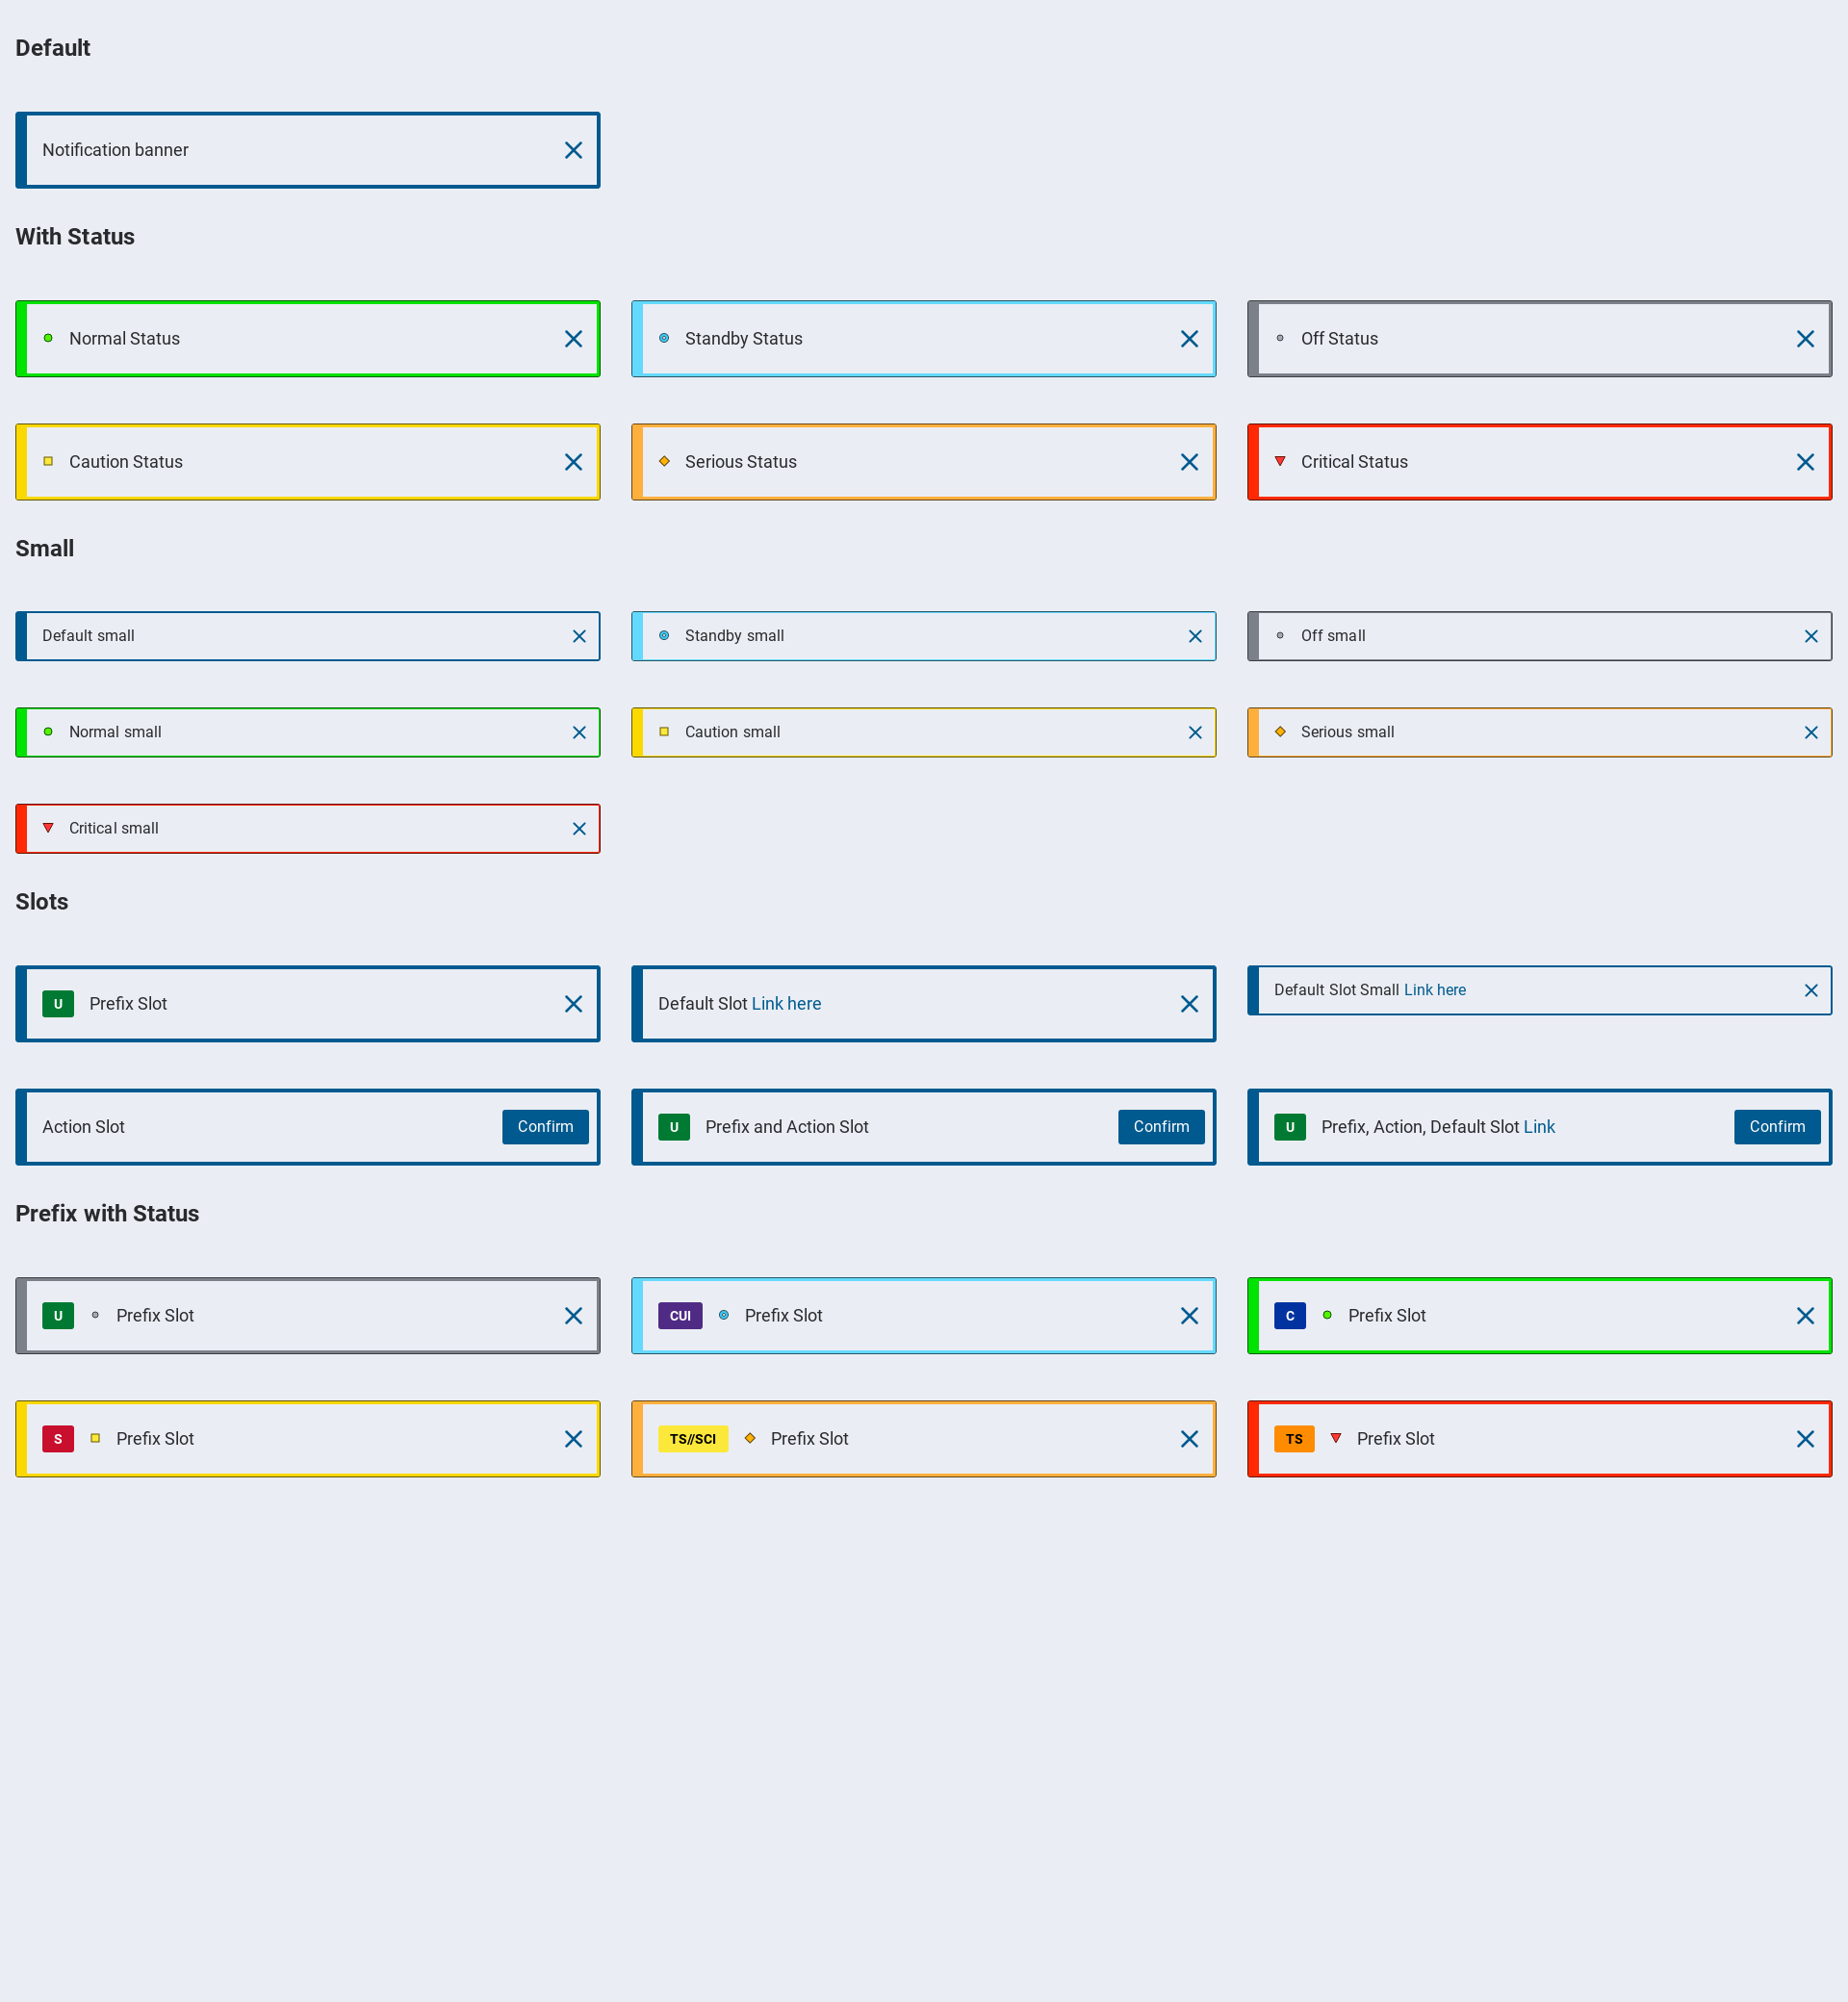 Default
Notification banner
With Status
Normal Status
Standby Status
Off Status
Caution Status
Serious Status
Critical Status
Small
Default small
Standby small
Off small
Normal small
Caution small
Serious small
Critical small
Slots
U Prefix Slot
Default Slot Link here
Default Slot Small Link here
Action Slot Confirm
U Prefix and Action Slot Confirm
U Prefix, Action, Default Slot Link Confirm
Prefix with Status
U Prefix Slot
CUI Prefix Slot
C Prefix Slot
S Prefix Slot
TS//SCI Prefix Slot
TS Prefix Slot